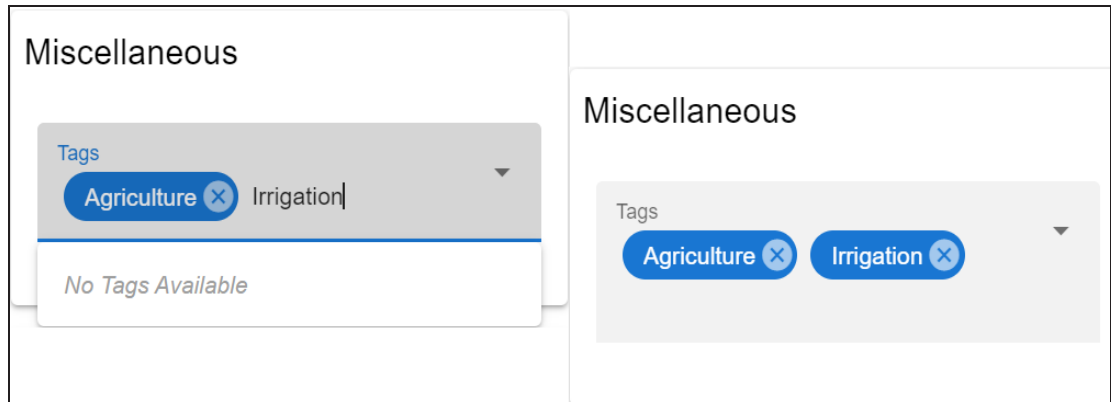 Miscellaneous
Tags
Agriculture Irrigation
No Tags Available
Miscellaneous
Tags
Agriculture Irrigation